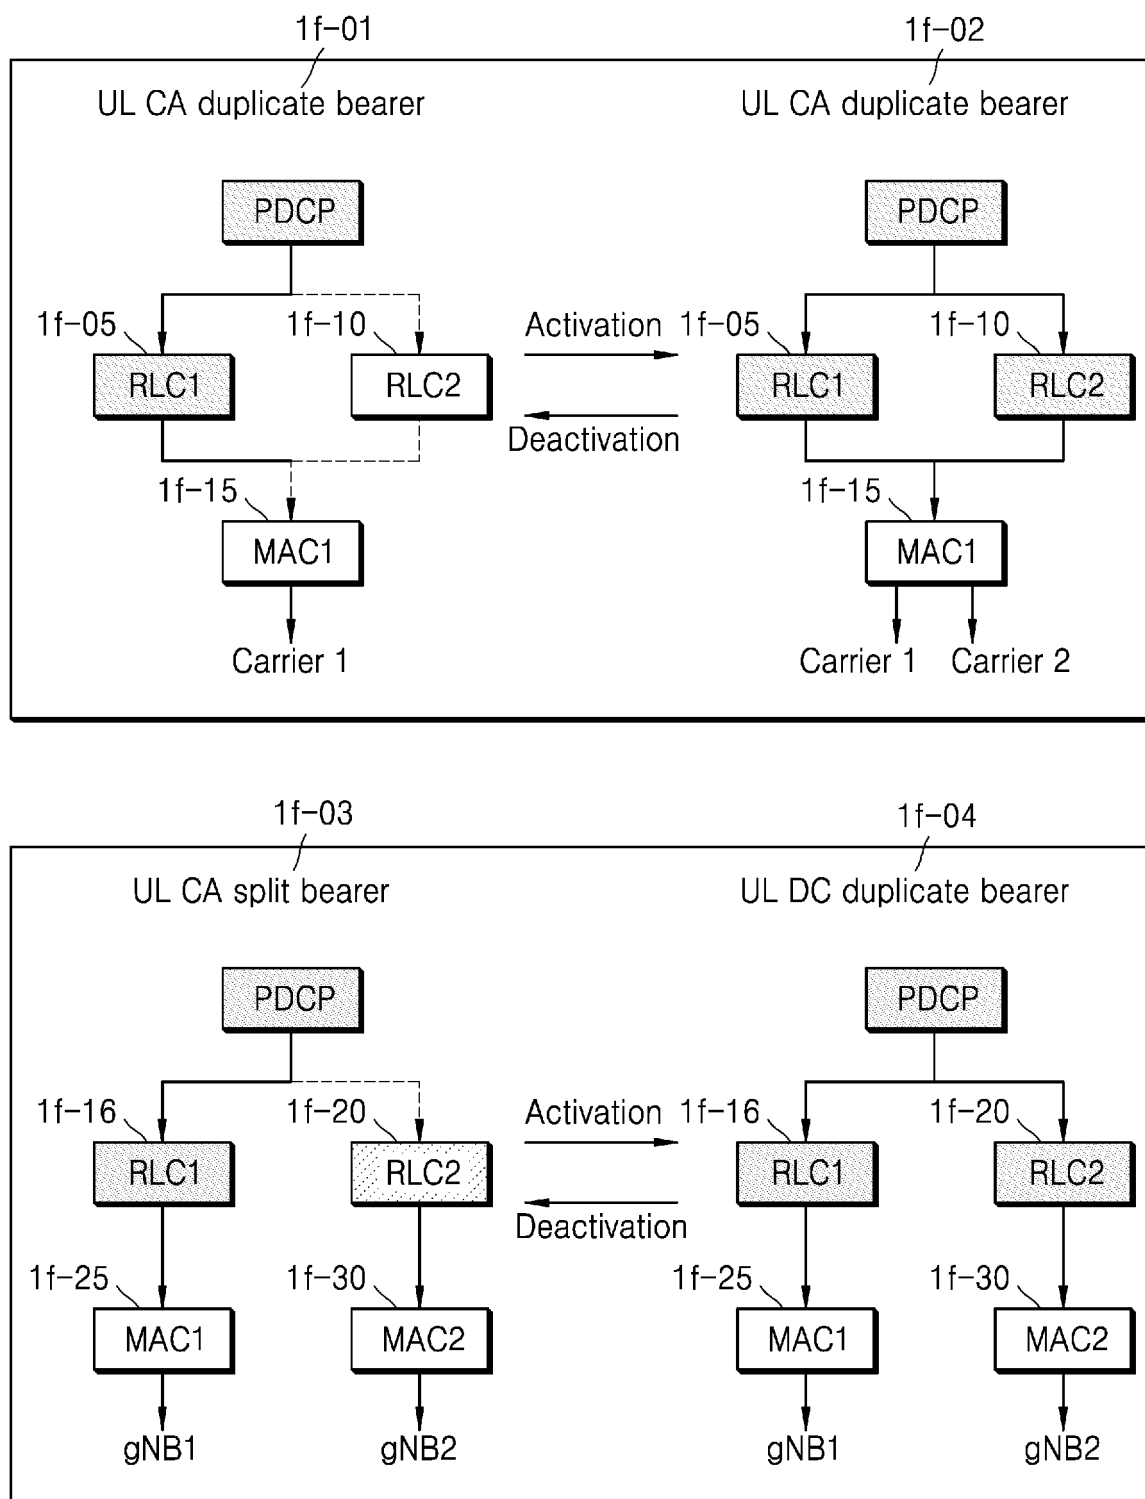 1f-01
1f-02
UL CA duplicate bearer
UL CA duplicate bearer
PDCP
PDCP
1f-05
1f-10
Activation
1f-05
1f-10
RLC1
RLC2
RLC1
RLC2
Deactivation
1f-15
1f-15
MAC1
MAC1
Carrier 1
Carrier 1
Carrier 2
1f-03
1f-04
UL CA split bearer
UL DC duplicate bearer
PDCP
PDCP
1f-16
1f-20
Activation
1f-16
1f-20
RLC1
RLC2
RLC1
RLC2
Deactivation
1f-25
1f-30
1f-25
1f-30
MAC1
MAC2
MAC1
MAC2
gNB1
gNB2
gNB1
gNB2